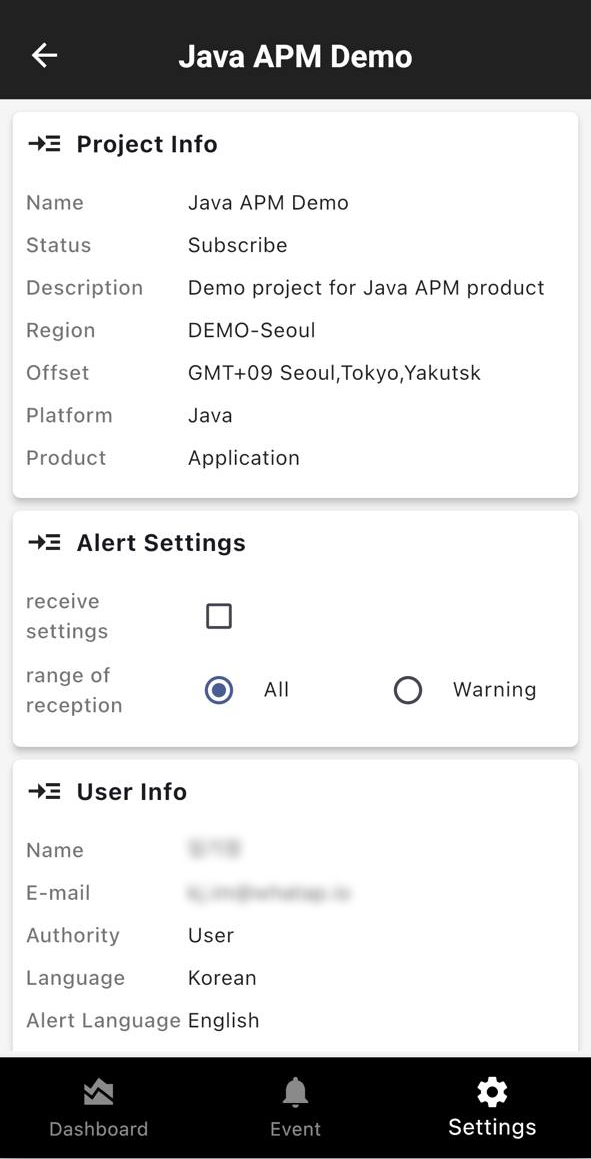 Java APM Demo
Project Info
Name Java APM Demo
Status Subscribe
Description Demo project for Java APM product
Region DEMO-Seoul
Offset GMT+09 Seoul,Tokyo,Yakutsk
Platform Java
Product Application
Alert Settings
receive
settings
range of
reception
All Warning
User Info
Name
E-mail
Authority User
Language Korean
Alert Language English
Dashboard Event Settings